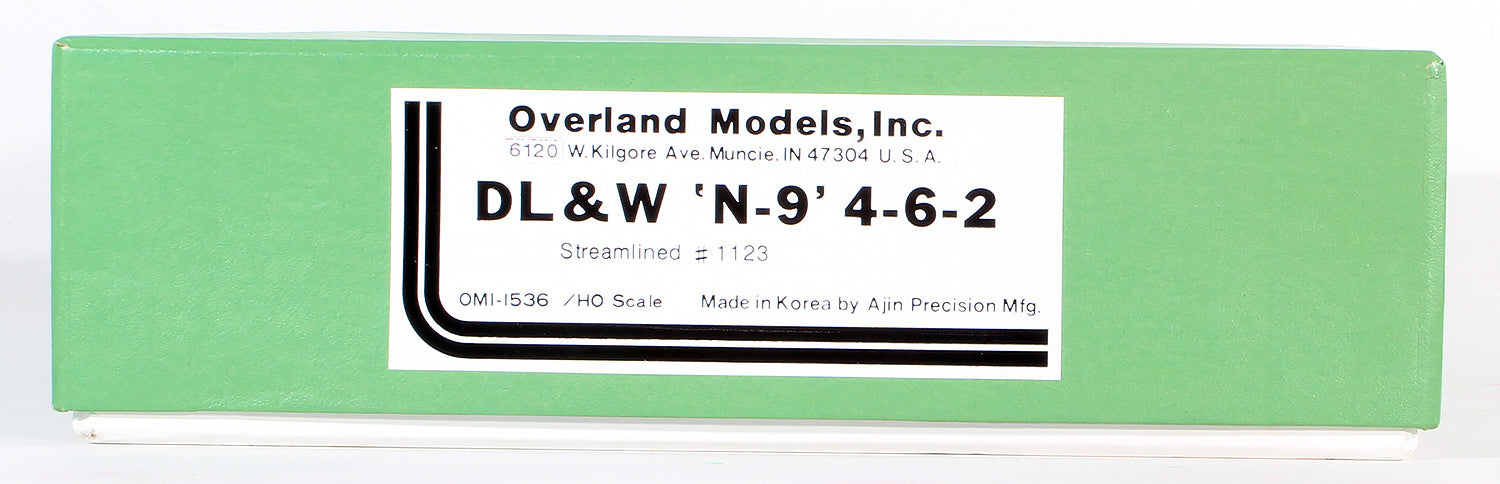 Overland Models, Inc.
6120 W. Kilgore Ave. Muncie, IN 47304 U.S.A.
DL&W 'N-9' 4-6-2
Streamlined #1123
OMI-1536 /HO Scale Made in Korea by Ajin Precision Mfg.